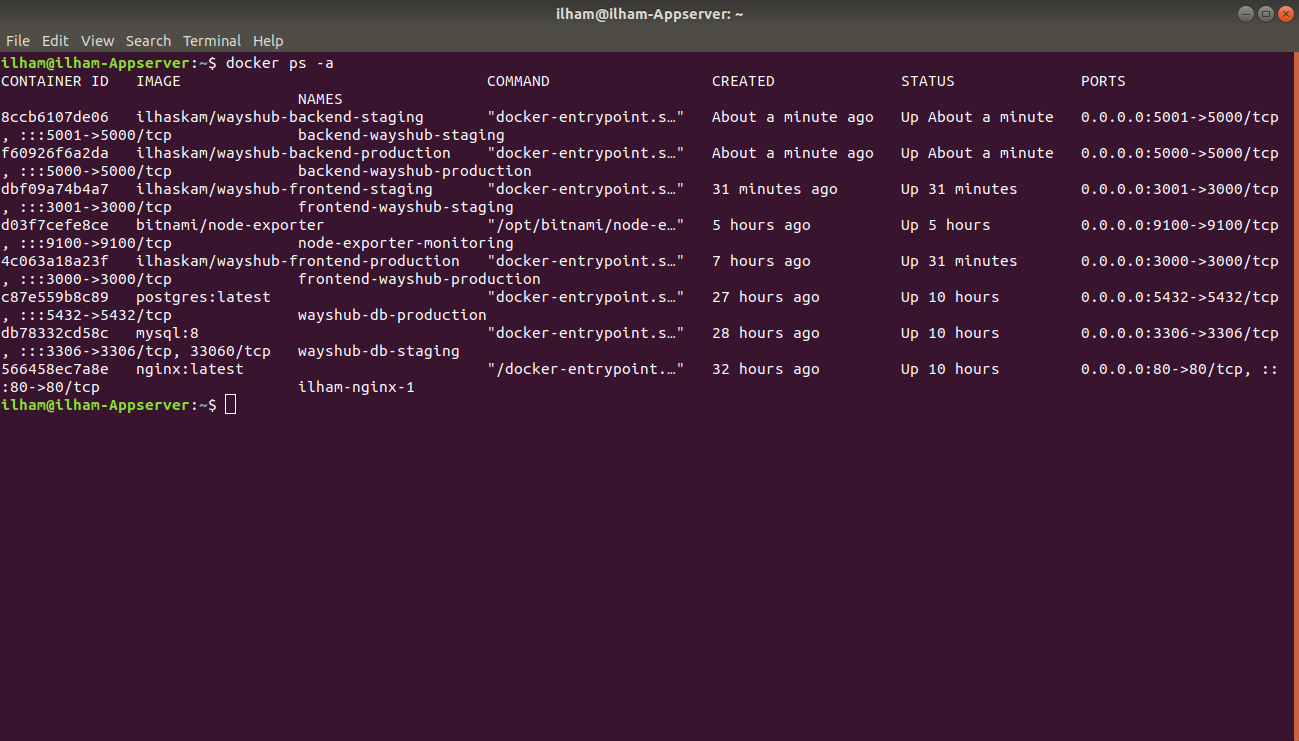 ilham@ilham-Appserver: ~
File Edit View Search Terminal Help
ilham@ilham-Appserver:~$ docker ps -a
CONTAINER ID   IMAGE                                  COMMAND                  CREATED              STATUS              PORTS
                                 NAMES
8ccb6107de06   ilhaskam/wayshub-backend-staging       "docker-entrypoint.s…"   About a minute ago   Up About a minute   0.0.0.0:5001->5000/tcp
, :::5001->5000/tcp              backend-wayshub-staging
f60926f6a2da   ilhaskam/wayshub-backend-production    "docker-entrypoint.s…"   About a minute ago   Up About a minute   0.0.0.0:5000->5000/tcp
, :::5000->5000/tcp              backend-wayshub-production
dbf09a74b4a7   ilhaskam/wayshub-frontend-staging      "docker-entrypoint.s…"   31 minutes ago       Up 31 minutes       0.0.0.0:3001->3000/tcp
, :::3001->3000/tcp              frontend-wayshub-staging
d03f7cefe8ce   bitnami/node-exporter                  "/opt/bitnami/node-e…"   5 hours ago          Up 5 hours          0.0.0.0:9100->9100/tcp
, :::9100->9100/tcp              node-exporter-monitoring
4c063a18a23f   ilhaskam/wayshub-frontend-production   "docker-entrypoint.s…"   7 hours ago          Up 31 minutes       0.0.0.0:3000->3000/tcp
, :::3000->3000/tcp              frontend-wayshub-production
c87e559b8c89   postgres:latest                        "docker-entrypoint.s…"   27 hours ago         Up 10 hours         0.0.0.0:5432->5432/tcp
, :::5432->5432/tcp              wayshub-db-production
db78332cd58c   mysql:8                                "docker-entrypoint.s…"   28 hours ago         Up 10 hours         0.0.0.0:3306->3306/tcp
, :::3306->3306/tcp, 33060/tcp   wayshub-db-staging
566458ec7a8e   nginx:latest                           "/docker-entrypoint.…"   32 hours ago         Up 10 hours         0.0.0.0:80->80/tcp, ::
:80->80/tcp                      ilham-nginx-1
ilham@ilham-Appserver:~$